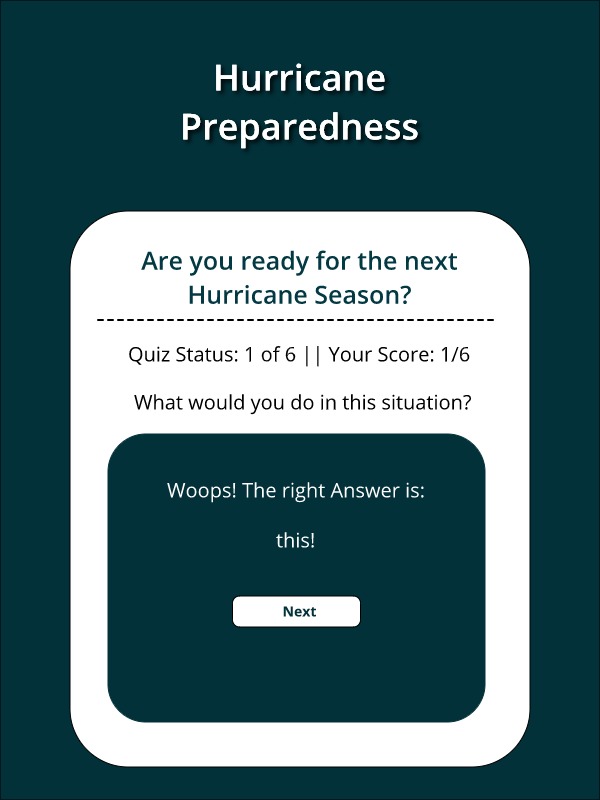 Hurricane
Preparedness
Are you ready for the next
Hurricane Season?
Quiz Status: 1 of 6 || Your Score: 1/6
What would you do in this situation?
Woops! The right Answer is:
this!
Next